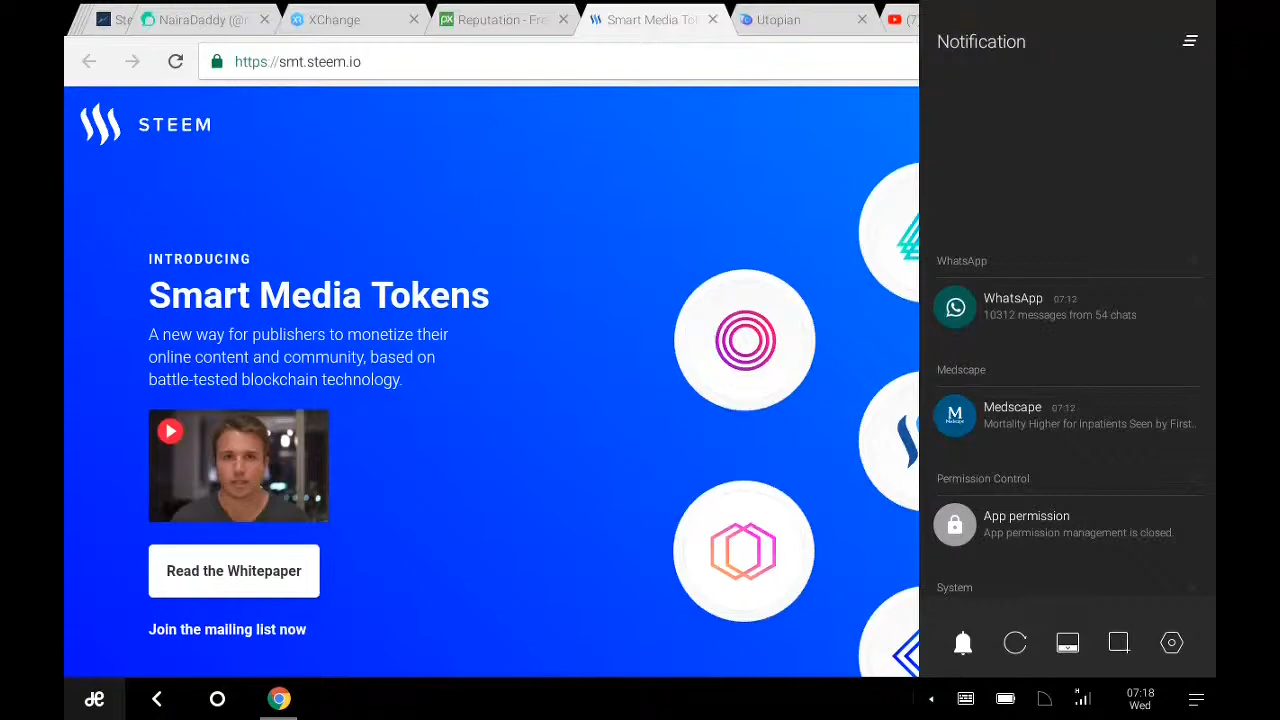 Ste
NairaDaddy (@n
XChange
Reputation - Fre
Smart Media To
Utopian
(7
https://smt.steem.io
STEEM
INTRODUCING
Smart Media Tokens
A new way for publishers to monetize their
online content and community, based on
battle-tested blockchain technology.
Read the Whitepaper
Join the mailing list now
Notification
WhatsApp
WhatsApp 07:12
10312 messages from 54 chats
Medscape
Medscape 07:12
Mortality Higher for Inpatients Seen by First..
Permission Control
App permission
App permission management is closed.
System
H
07:18
Wed